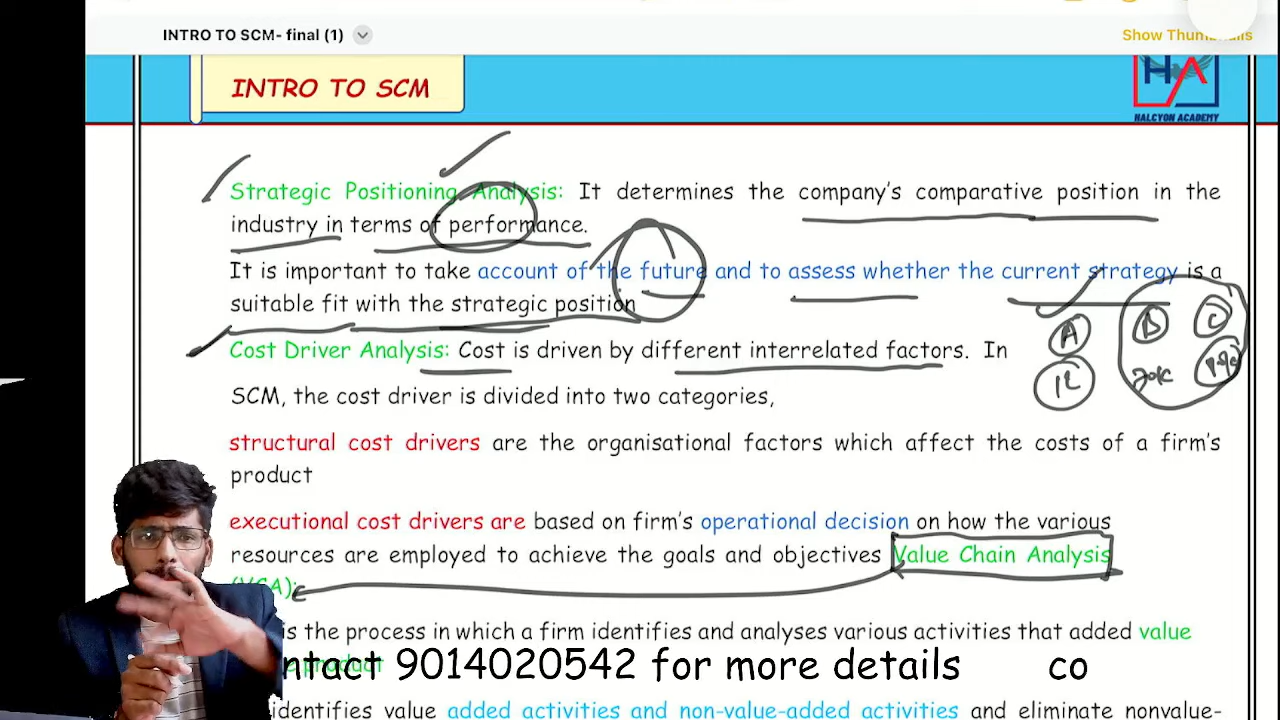 INTRO TO SCM- final (1)
Show
INTRO TO SCM
HA
HALCYON ACADEMY
Strategic Positioning Analysis: It determines the company's comparative position in the
industry in terms of performance.
It is important to take account of the future and to assess whether the current strategy is a
suitable fit with the strategic position
A B C
Cost Driver Analysis: Cost is driven by different interrelated factors. In
SCM, the cost driver is divided into two categories,
structural cost drivers are the organisational factors which affect the costs of a firm's
product
executional cost drivers are based on firm's operational decision on how the various
resources are employed to achieve the goals and objectives Value Chain Analysis
is the process in which a firm identifies and analyses various activities that added value
product
ntact 9014020542 for more details co
identifies value added activities and non-value-added activities and eliminate nonvalue-